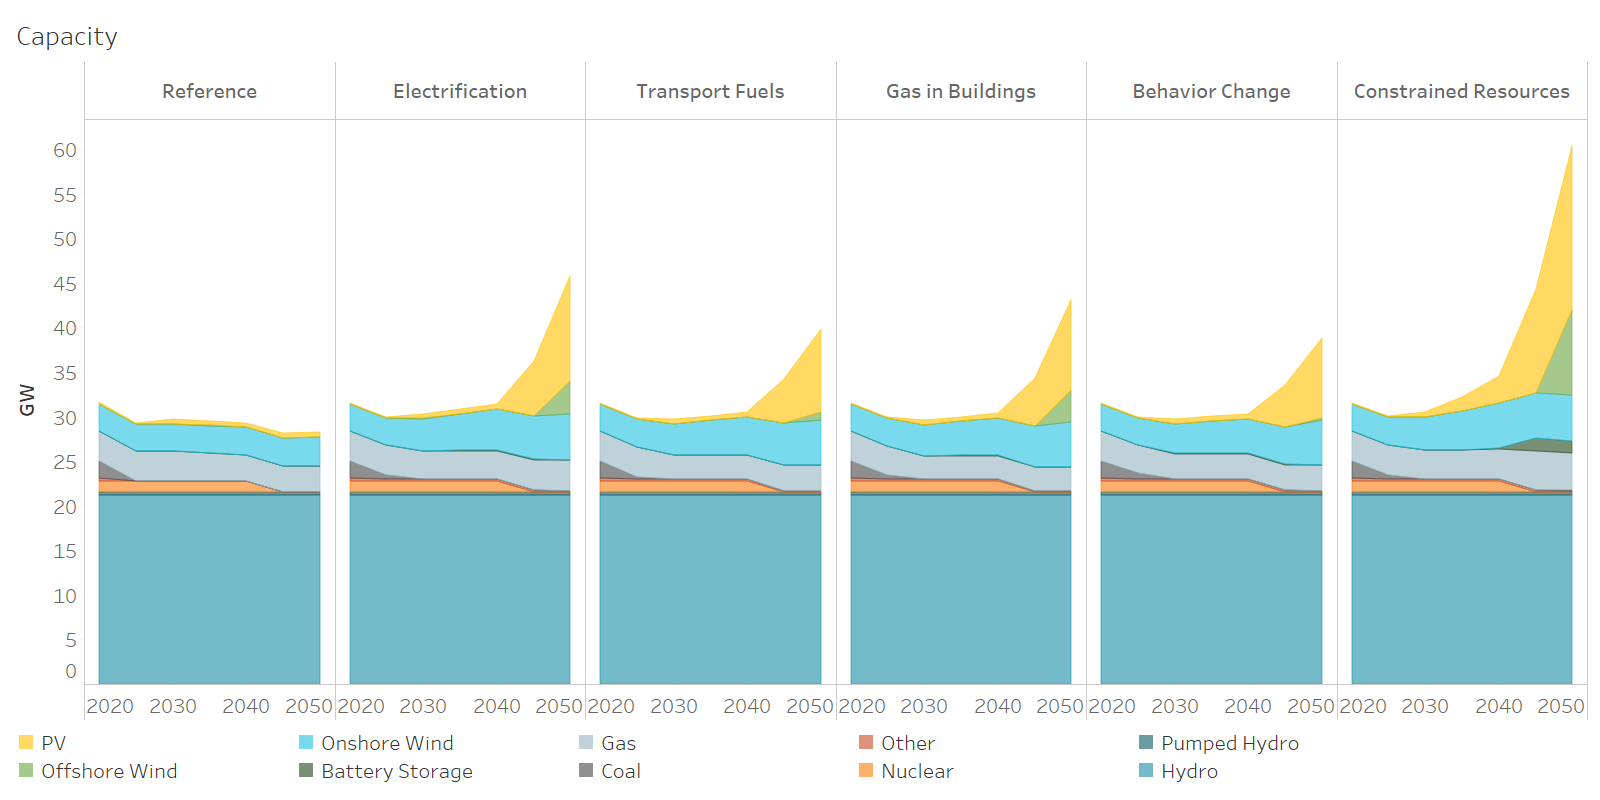 Capacity
Reference Electrification Transport Fuels Gas in Buildings Behavior Change Constrained Resources
60
55
50
45
40
35
30
25
20
15
10
5
0
GW
2020 2030 2040 2050 2020 2030 2040 2050 2020 2030 2040 2050 2020 2030 2040 2050 2020 2030 2040 2050 2020 2030 2040 2050
PV Onshore Wind Gas Other Pumped Hydro
Offshore Wind Battery Storage Coal Nuclear Hydro